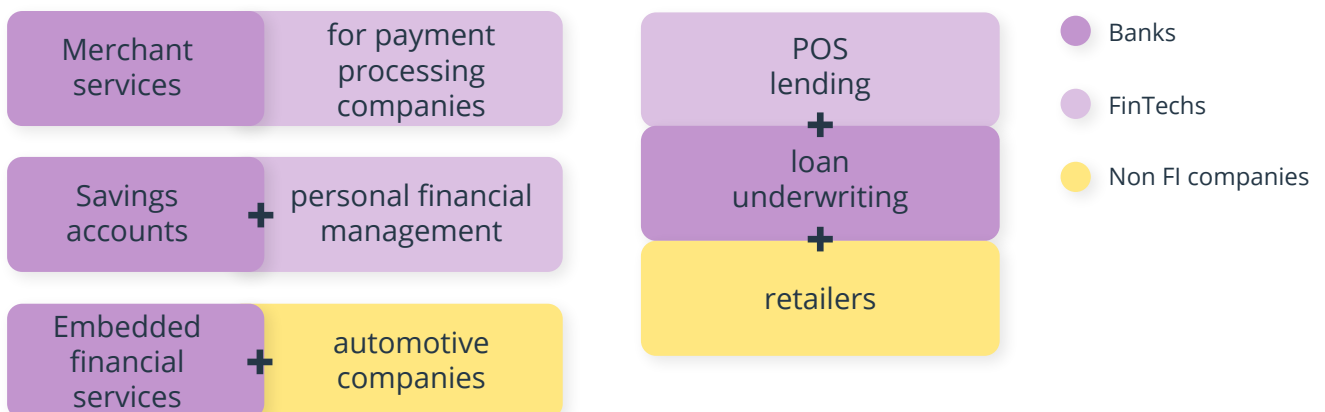 Merchant
services
for payment
processing
companies
Savings
accounts
+
personal financial
management
Embedded
financial
services
+
automotive
companies
POS
lending
+
loan
underwriting
+
retailers
Banks
FinTechs
Non FI companies